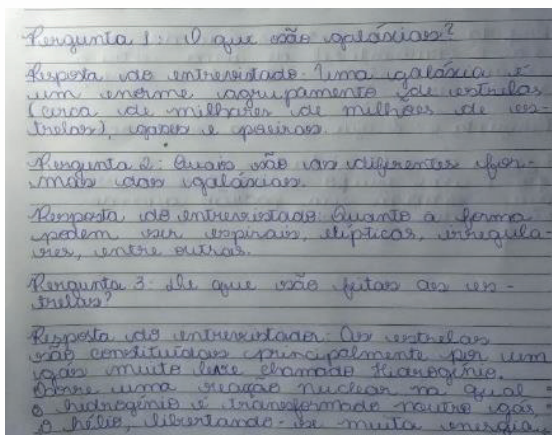 Pergunta 1: O que são galáxias?
Resposta do entrevistado: Uma galáxia é
um enorme agrupamento de estrelas
(cerca de milhares de milhões de es-
trelas), gases e poeiras.
Pergunta 2: Quais são as diferentes for-
mas das galáxias.
Resposta do entrevistado: Quanto a forma
podem ser espirais, elípticas, irregula-
res, entre outras.
Pergunta 3: De que são feitas as es-
trelas?
Resposta do entrevistador: As estrelas
são constituídas principalmente por um
gás muito leve chamado Hidrogênio.
Ocorre uma reação nuclear na qual
o hidrogénio é transformado noutro gás,
o hélio, libertando-se muita energia.